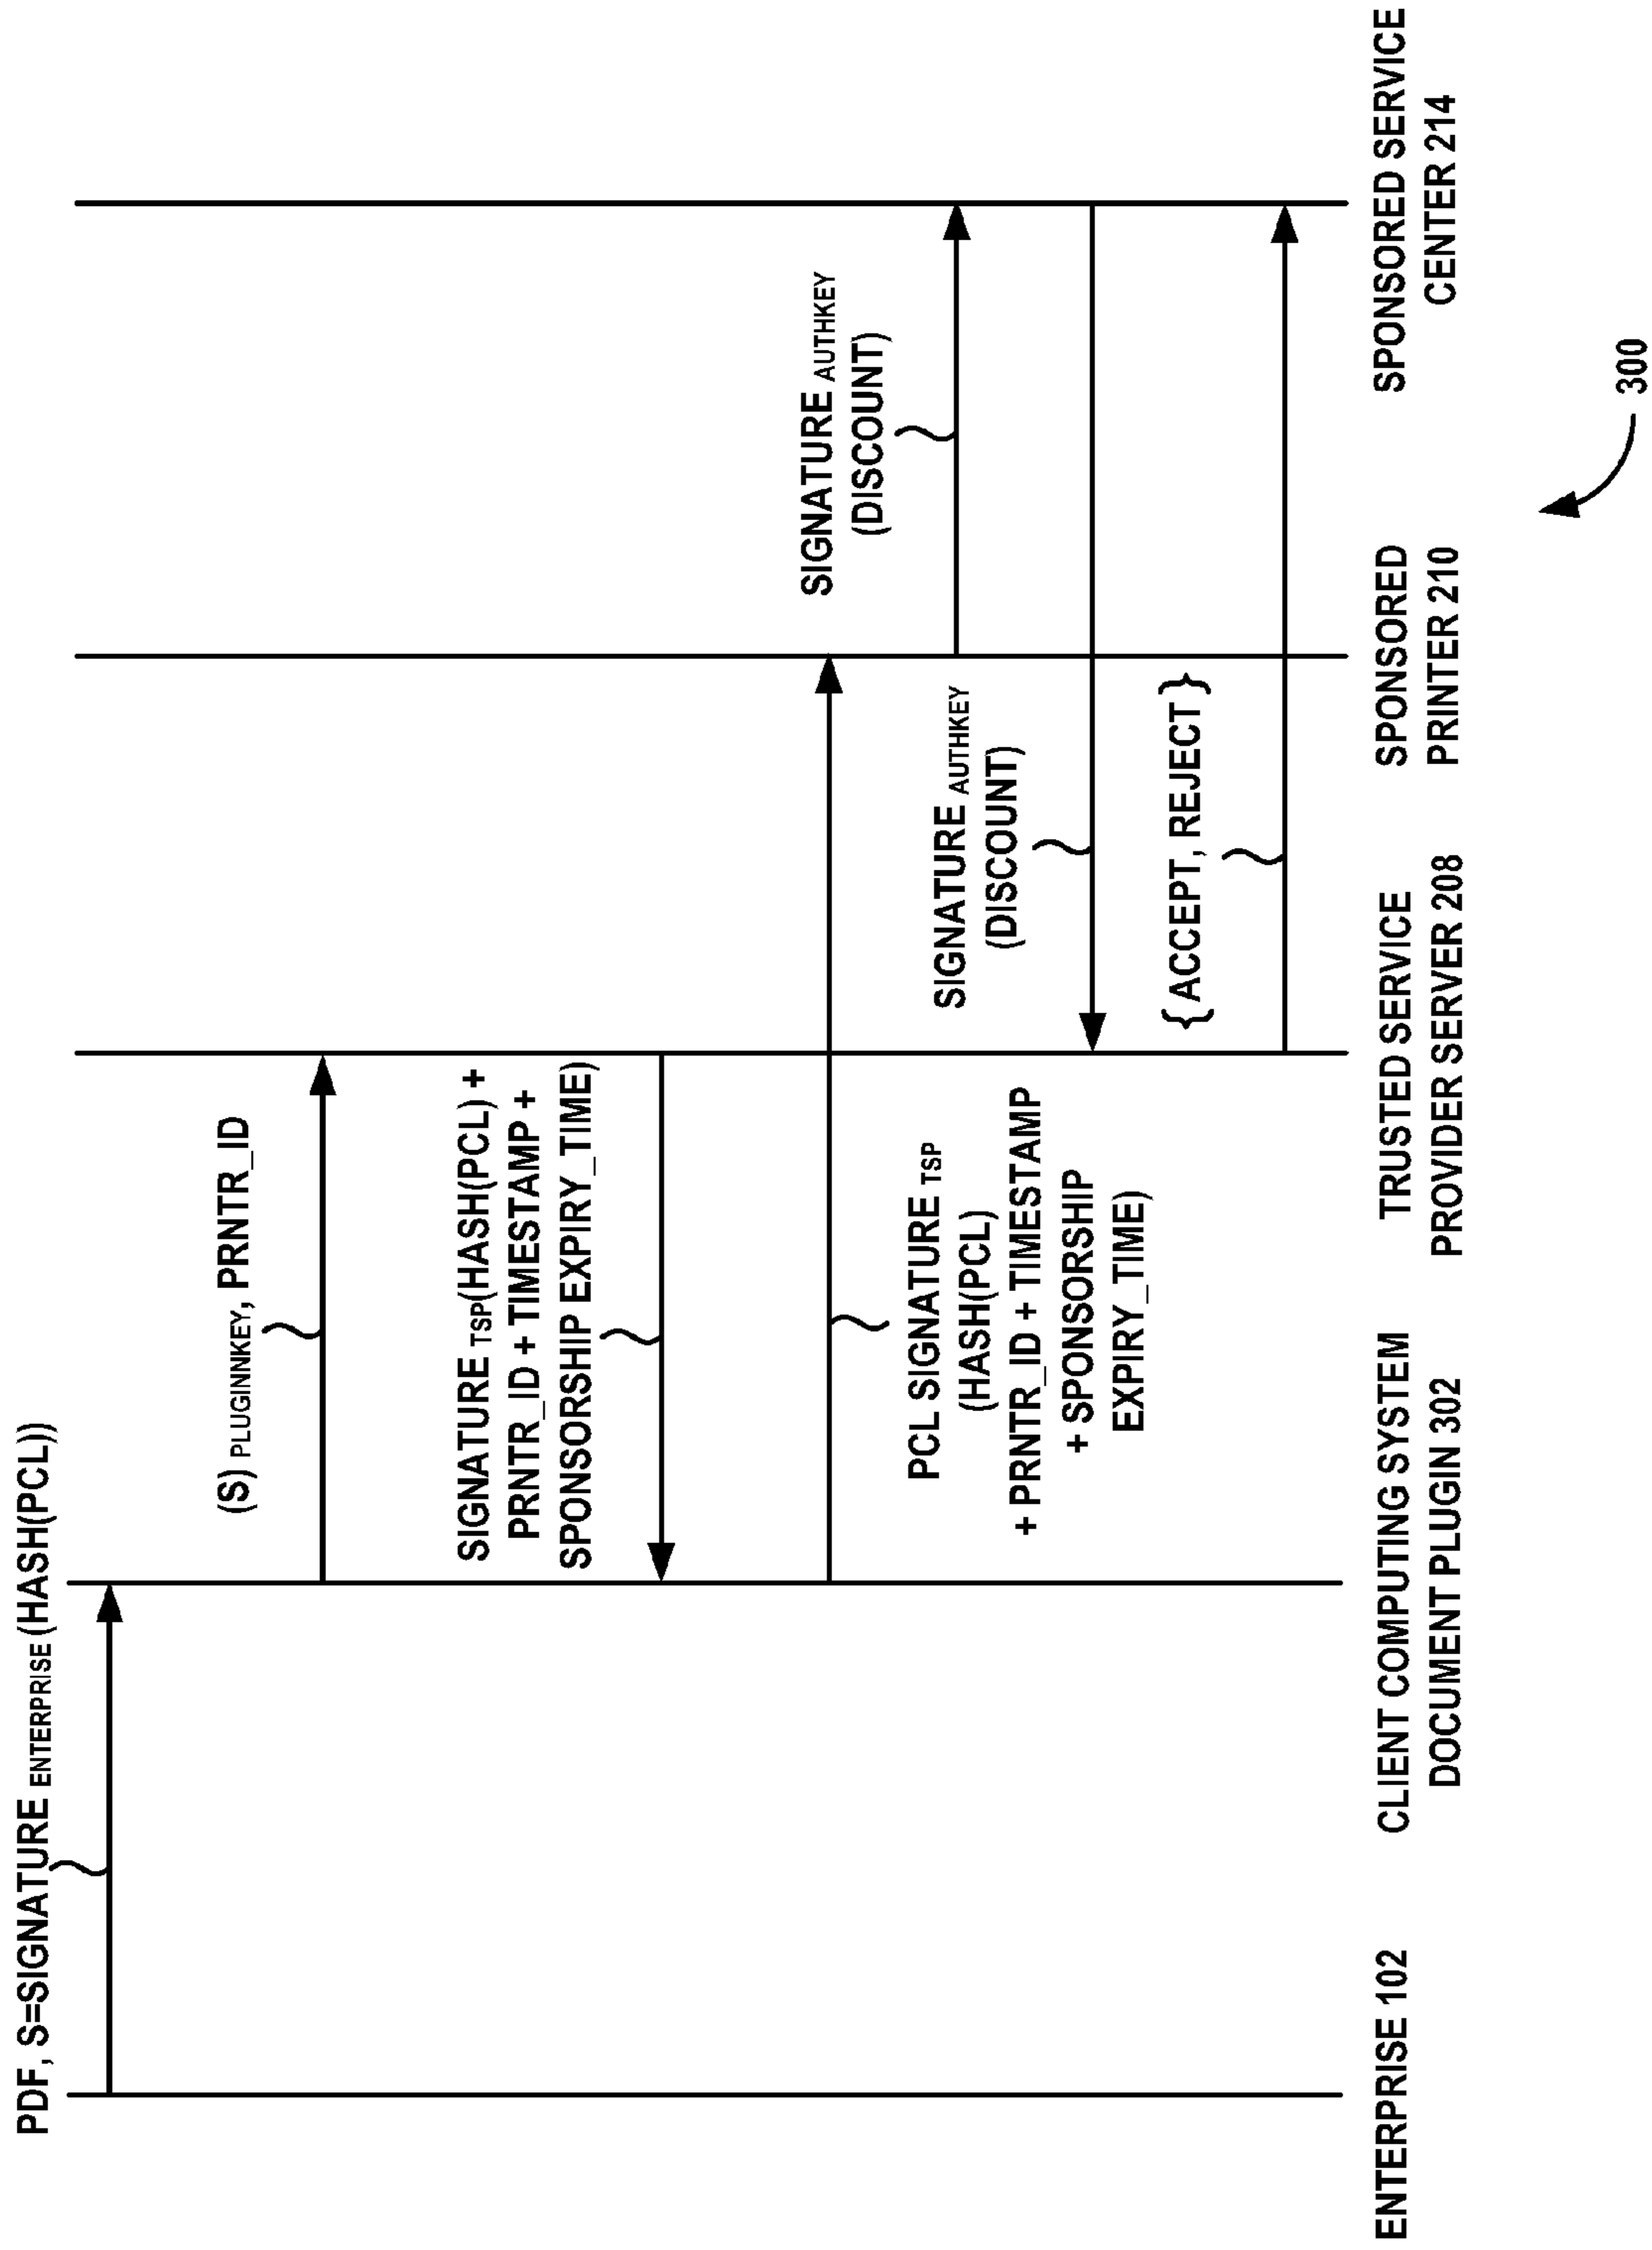 PDF, S=SIGNATURE ENTERPRISE (HASH(PCL))
(S) PLUGINNKEY, PRNTR_ID
SIGNATURE TSP(HASH(PCL) +
PRNTR_ID + TIMESTAMP +
SPONSORSHIP EXPIRY_TIME)
PCL SIGNATURE TSP
(HASH(PCL)
+ PRNTR_ID + TIMESTAMP
+ SPONSORSHIP
EXPIRY_TIME)
SIGNATURE AUTHKEY
(DISCOUNT)
SIGNATURE AUTHKEY
(DISCOUNT)
{ACCEPT, REJECT}
ENTERPRISE 102
CLIENT COMPUTING SYSTEM
DOCUMENT PLUGIN 302
TRUSTED SERVICE
PROVIDER SERVER 208
SPONSORED
PRINTER 210
SPONSORED SERVICE
CENTER 214
300